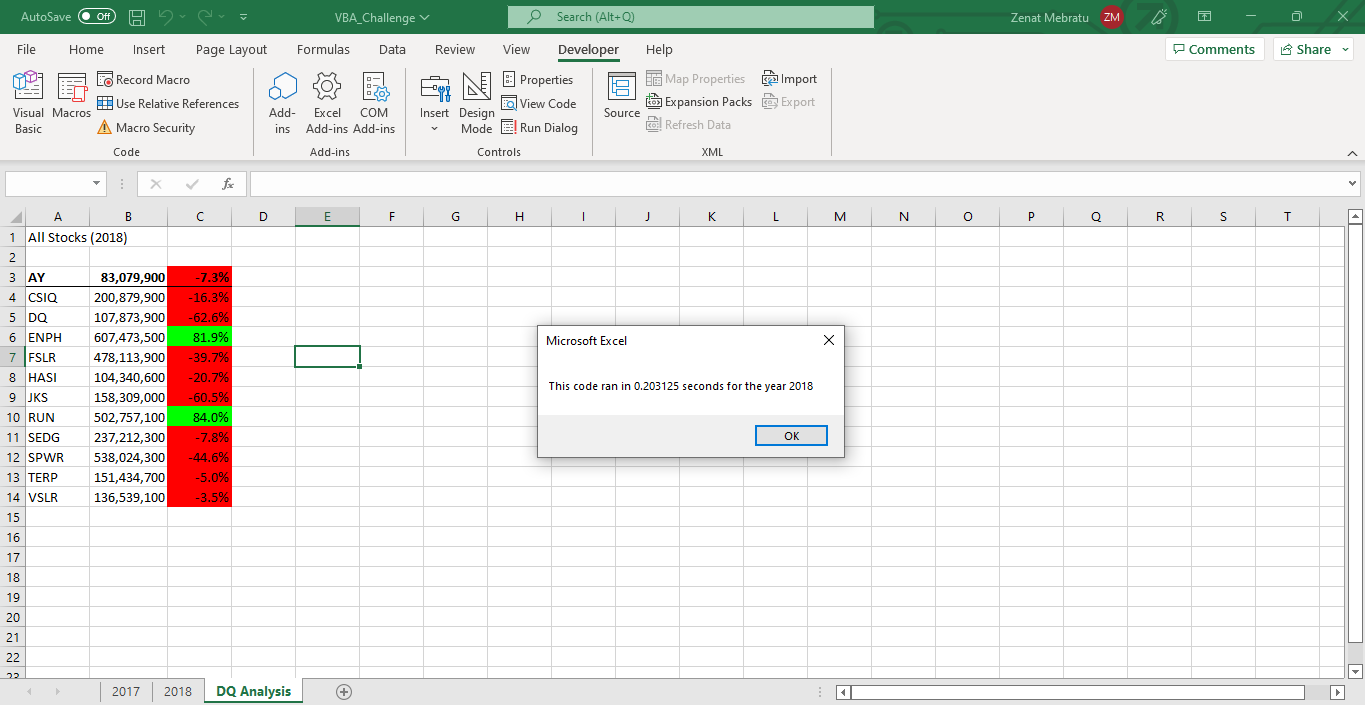 AutoSave Off VBA_Challenge Search (Alt+Q) Zenat Mebratu ZM
File Home Insert Page Layout Formulas Data Review View Developer Help Comments Share
Visual Basic
Macros
Record Macro
Use Relative References
Macro Security
Code
Add-ins
Excel Add-ins
COM Add-ins
Add-ins
Insert
Design Mode
Properties
View Code
Run Dialog
Controls
Source
Map Properties
Expansion Packs
Refresh Data
Import
Export
XML
fx
A B C D E F G H I J K L M N O P Q R S T
1 All Stocks (2018)
2
3 AY 83,079,900 -7.3%
4 CSIQ 200,879,900 -16.3%
5 DQ 107,873,900 -62.6%
6 ENPH 607,473,500 81.9%
7 FSLR 478,113,900 -39.7%
8 HASI 104,340,600 -20.7%
9 JKS 158,309,000 -60.5%
10 RUN 502,757,100 84.0%
11 SEDG 237,212,300 -7.8%
12 SPWR 538,024,300 -44.6%
13 TERP 151,434,700 -5.0%
14 VSLR 136,539,100 -3.5%
15
16
17
18
19
20
21
22
23
Microsoft Excel
This code ran in 0.203125 seconds for the year 2018
OK
2017 2018 DQ Analysis